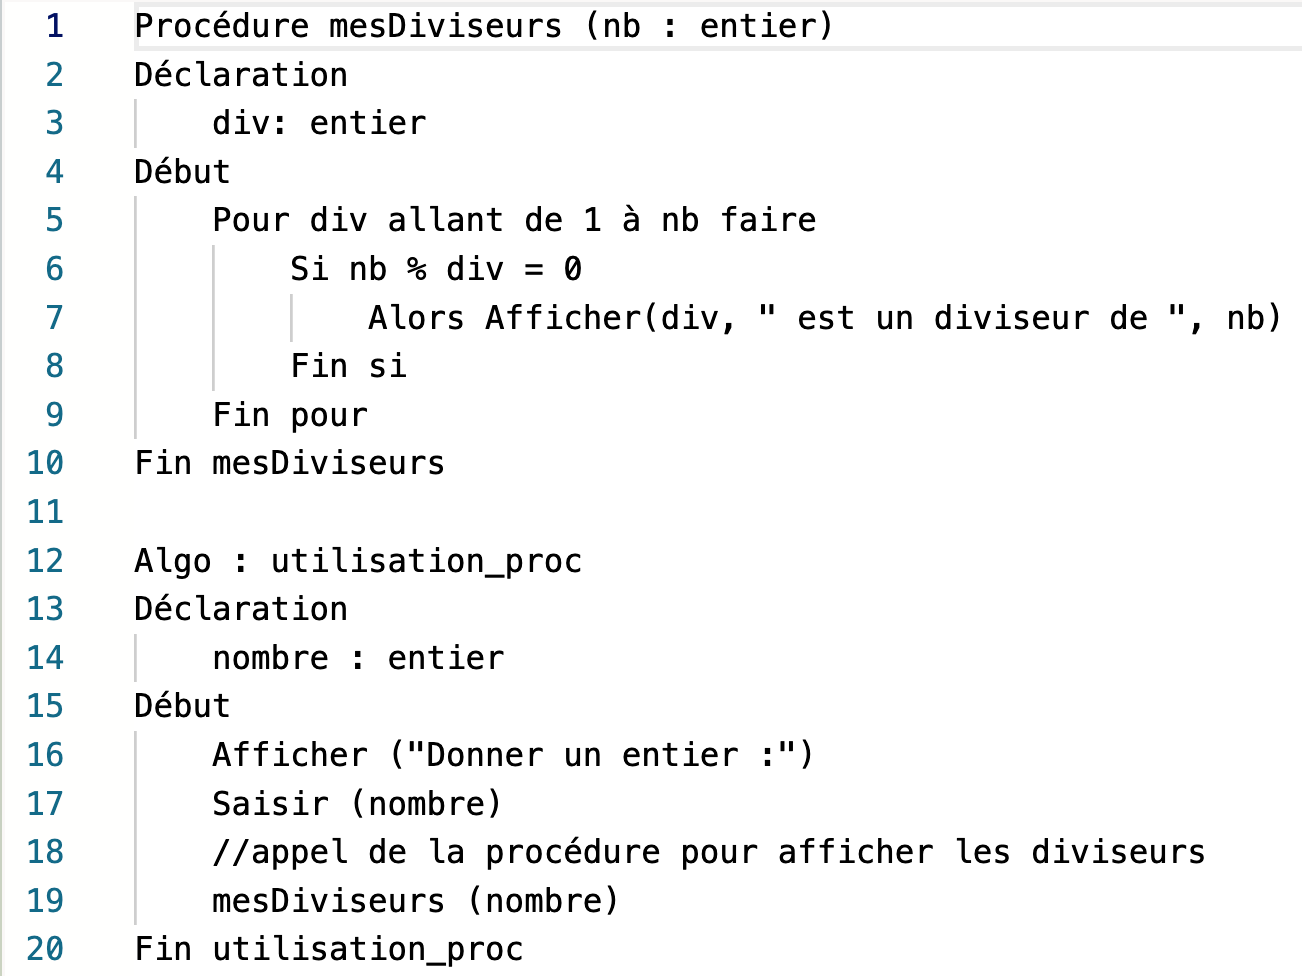 1 Procédure mesDiviseurs (nb : entier)
2 Déclaration
3 div: entier
4 Début
5 Pour div allant de 1 à nb faire
6 Si nb % div = 0
7 Alors Afficher(div, " est un diviseur de ", nb)
8 Fin si
9 Fin pour
10 Fin mesDiviseurs
11
12 Algo : utilisation_proc
13 Déclaration
14 nombre : entier
15 Début
16 Afficher ("Donner un entier :")
17 Saisir (nombre)
18 //appel de la procédure pour afficher les diviseurs
19 mesDiviseurs (nombre)
20 Fin utilisation_proc